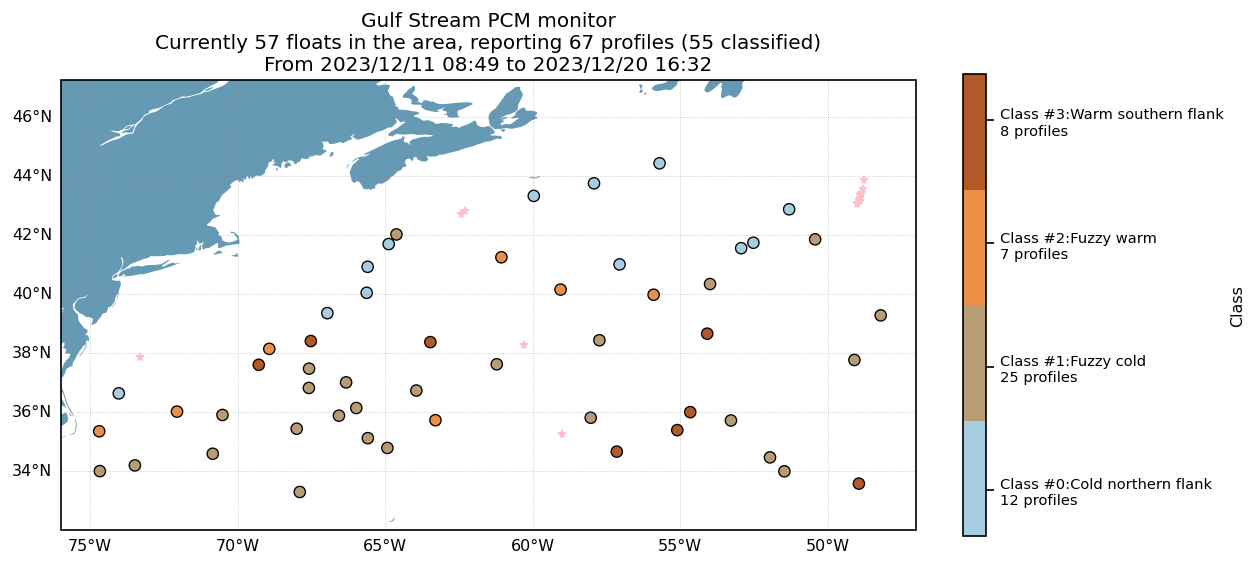 Gulf Stream PCM monitor
Currently 57 floats in the area, reporting 67 profiles (55 classified)
From 2023/12/11 08:49 to 2023/12/20 16:32
46°N
44°N
42°N
40°N
38°N
36°N
34°N
75°W
70°W
65°W
60°W
55°W
50°W
Class #3:Warm southern flank
8 profiles
Class #2:Fuzzy warm
7 profiles
Class #1:Fuzzy cold
25 profiles
Class #0:Cold northern flank
12 profiles
Class